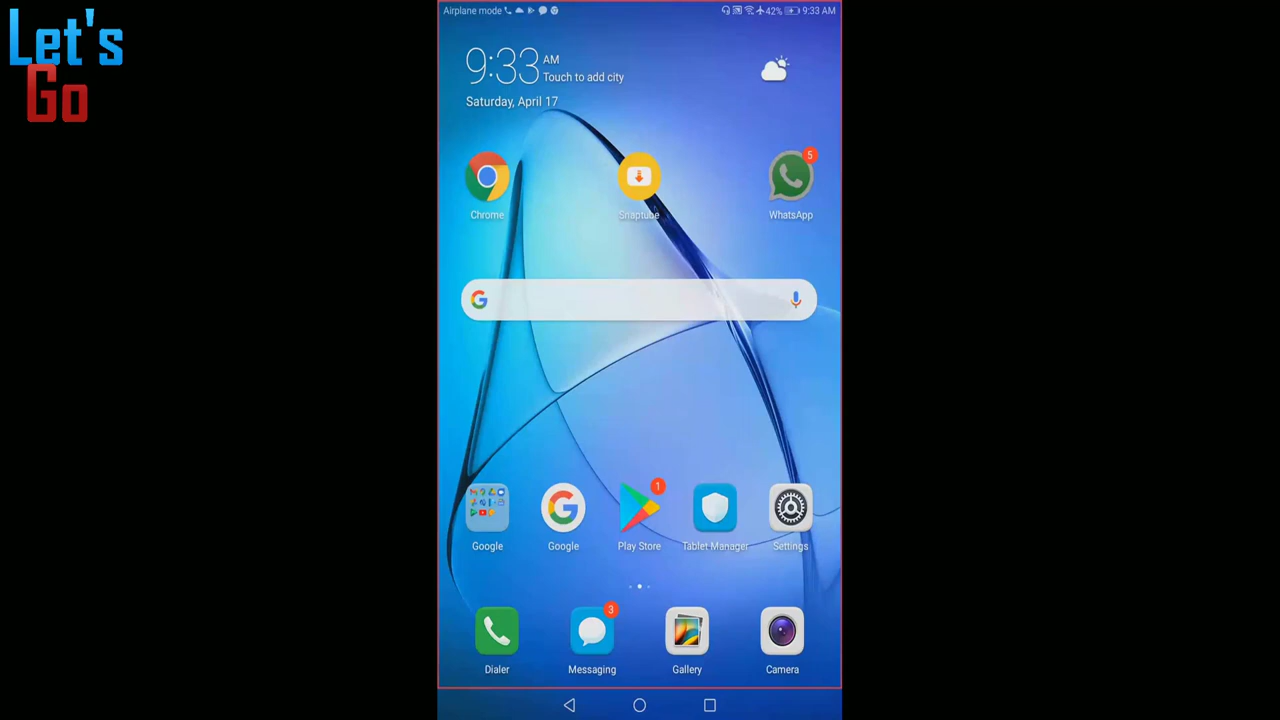 Let's
Go
Airplane mode
42% 9:33 AM
9:33 AM
Touch to add city
Saturday, April 17
5
Chrome
Snaptube
WhatsApp
1
Google
Google
Play Store
Tablet Manager
Settings
3
Dialer
Messaging
Gallery
Camera